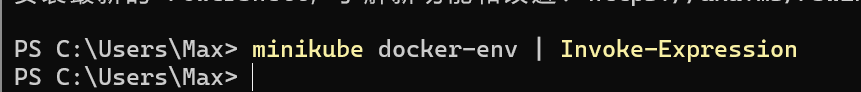 PS C:\Users\Max> minikube docker-env | Invoke-Expression
PS C:\Users\Max>